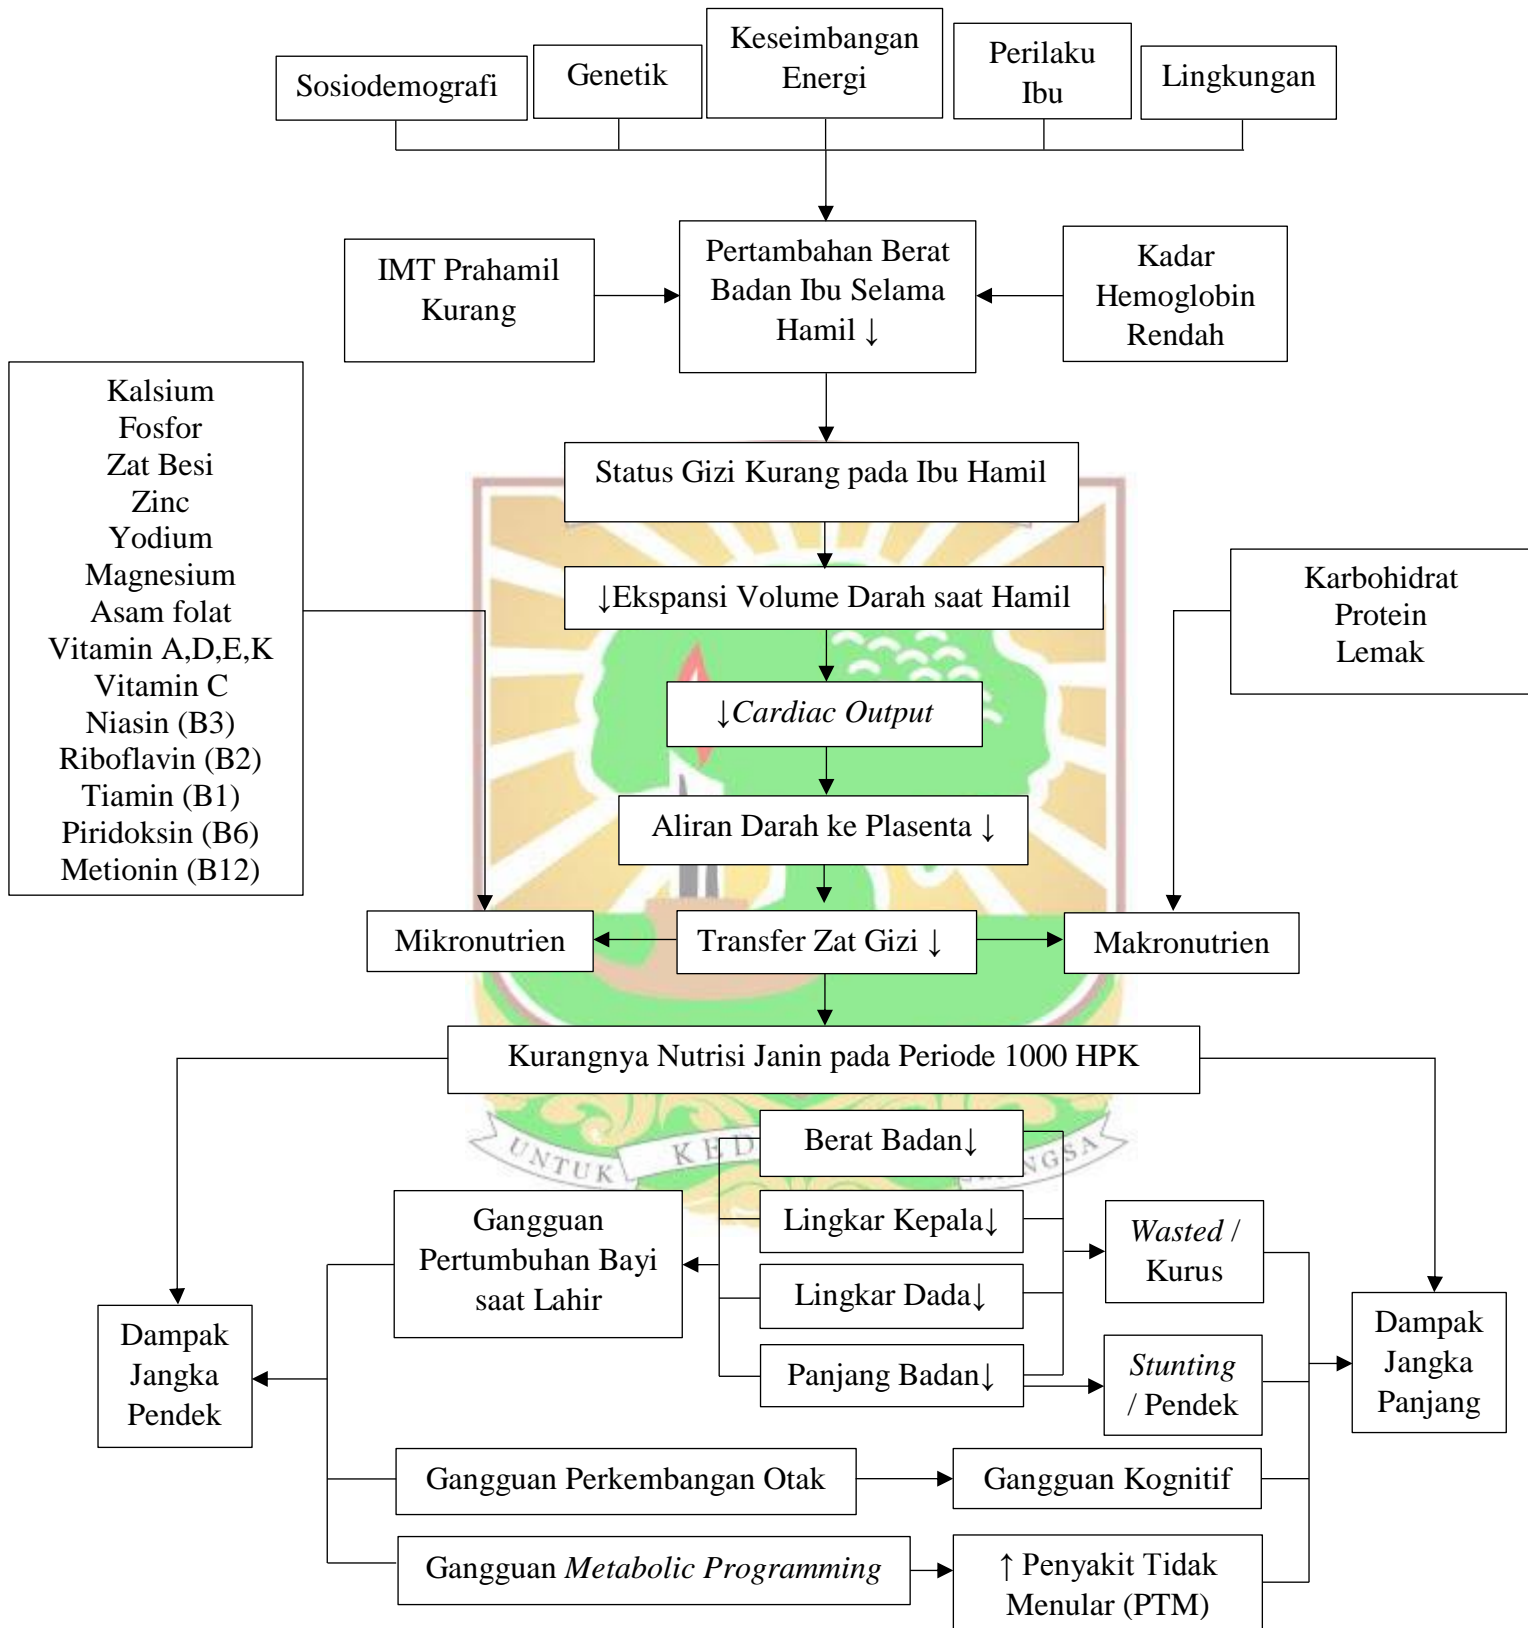 Sosiodemografi
Genetik
Keseimbangan
Energi
Perilaku
Ibu
Lingkungan
IMT Prahamil
Kurang
Pertambahan Berat
Badan Ibu Selama
Hamil ↓
Kadar
Hemoglobin
Rendah
Kalsium
Fosfor
Zat Besi
Zinc
Yodium
Magnesium
Asam folat
Vitamin A,D,E,K
Vitamin C
Niasin (B3)
Riboflavin (B2)
Tiamin (B1)
Piridoksin (B6)
Metionin (B12)
Status Gizi Kurang pada Ibu Hamil
↓Ekspansi Volume Darah saat Hamil
Karbohidrat
Protein
Lemak
↓Cardiac Output
Aliran Darah ke Plasenta ↓
Mikronutrien
Transfer Zat Gizi ↓
Makronutrien
Kurangnya Nutrisi Janin pada Periode 1000 HPK
UNTUK KED
NGSA
Berat Badan↓
Lingkar Kepala↓
Lingkar Dada↓
Panjang Badan↓
Gangguan
Pertumbuhan Bayi
saat Lahir
Wasted /
Kurus
Stunting
/ Pendek
Dampak
Jangka
Pendek
Dampak
Jangka
Panjang
Gangguan Perkembangan Otak
Gangguan Kognitif
Gangguan Metabolic Programming
↑ Penyakit Tidak
Menular (PTM)